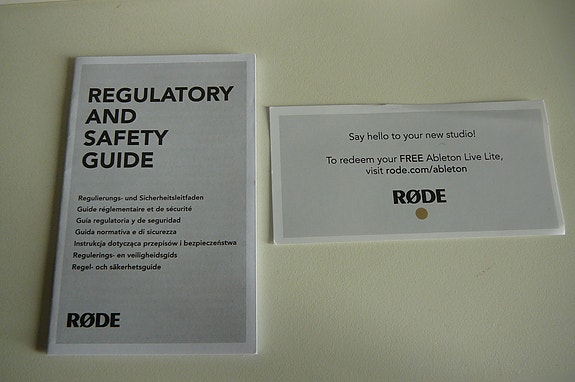 REGULATORY
AND
SAFETY
GUIDE
Regulierungs- und Sicherheitsleitfaden
Guide réglementaire et de sécurité
Guía regulatoria y de seguridad
Guida normativa e di sicurezza
Instrukcja dotycząca przepisów i bezpieczeństwa
Regulerings- en veiligheidsgids
Regel- och säkerhetsguide
RØDE
Say hello to your new studio!
To redeem your FREE Ableton Live Lite,
visit rode.com/ableton
RØDE